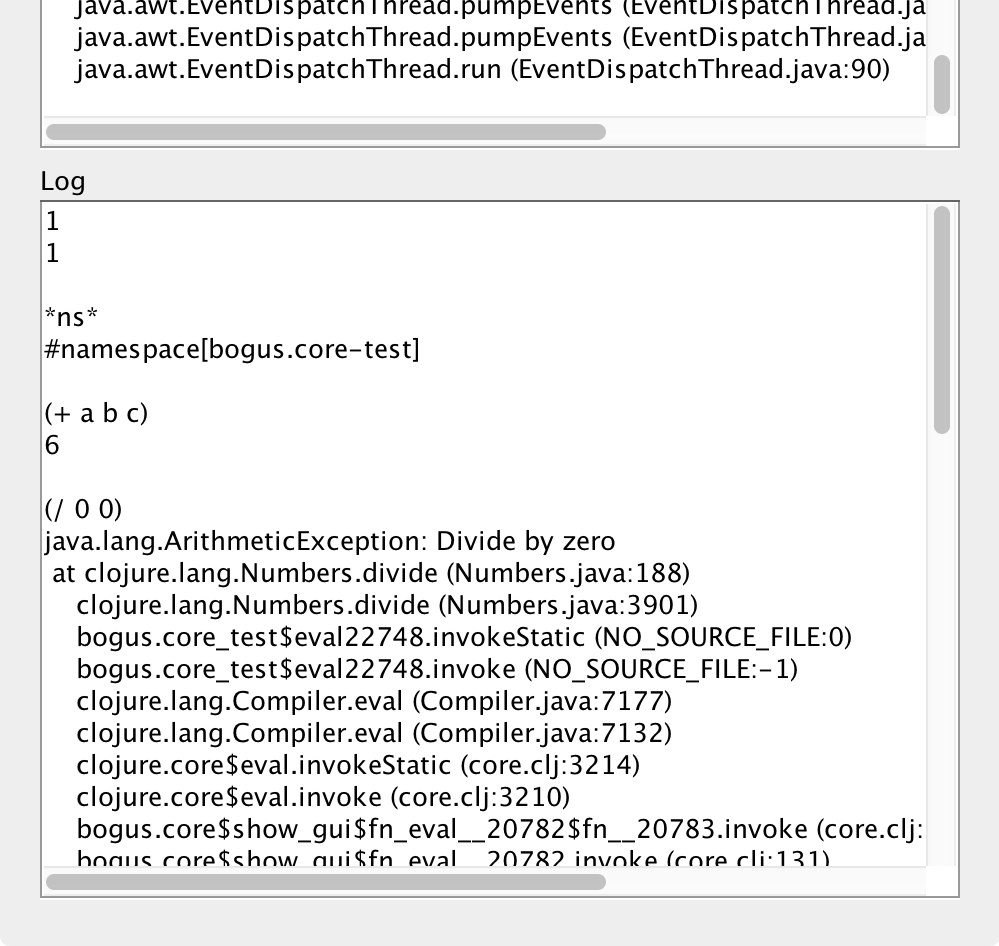 java.awt.EventDispatchThread.pumpEvents (EventDispatchThread.ja
java.awt.EventDispatchThread.pumpEvents (EventDispatchThread.ja
java.awt.EventDispatchThread.run (EventDispatchThread.java:90)
Log
1
1
*ns*
#namespace[bogus.core-test]
(+ a b c)
6
(/ 0 0)
java.lang.ArithmeticException: Divide by zero
at clojure.lang.Numbers.divide (Numbers.java:188)
clojure.lang.Numbers.divide (Numbers.java:3901)
bogus.core_test$eval22748.invokeStatic (NO_SOURCE_FILE:0)
bogus.core_test$eval22748.invoke (NO_SOURCE_FILE:-1)
clojure.lang.Compiler.eval (Compiler.java:7177)
clojure.lang.Compiler.eval (Compiler.java:7132)
clojure.core$eval.invokeStatic (core.clj:3214)
clojure.core$eval.invoke (core.clj:3210)
bogus.core$show_gui$fn_eval__20782$fn__20783.invoke (core.clj:
bogus.core$show_gui$fn_eval__20782.invoke (core.clj:131)